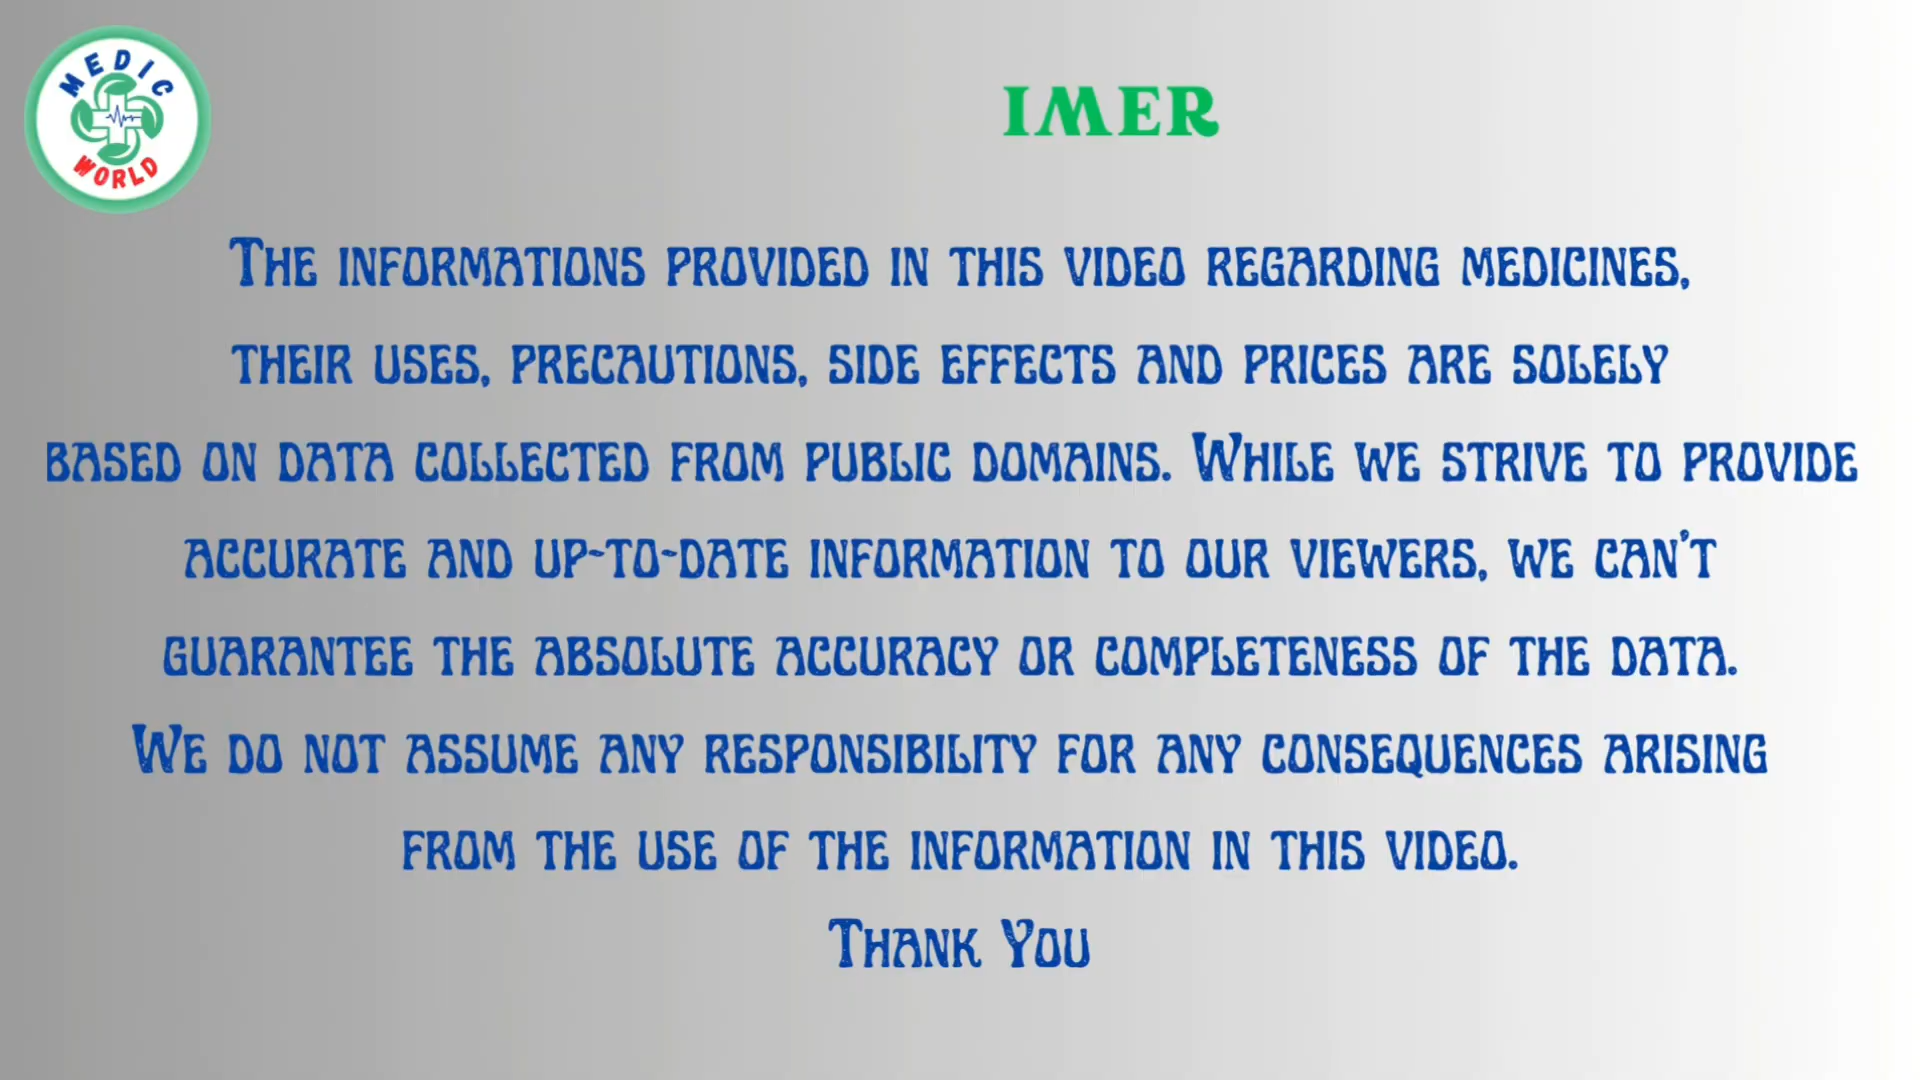 MEDIC
WORLD
IMER
The informations provided in this video regarding medicines,
their uses, precautions, side effects and prices are solely
based on data collected from public domains. While we strive to provide
accurate and up-to-date information to our viewers, we can't
guarantee the absolute accuracy or completeness of the data.
We do not assume any responsibility for any consequences arising
from the use of the information in this video.
Thank You